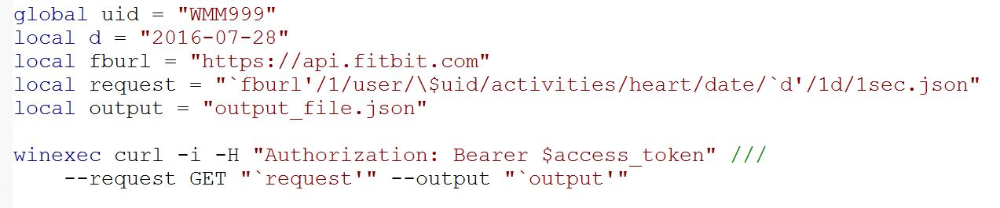 global uid = "WMM999"
local d = "2016-07-28"
local fburl = "https://api.fitbit.com"
local request = "`fburl'/1/user/\$uid/activities/heart/date/`d'/1d/1sec.json"
local output = "output_file.json"
winexec curl -i -H "Authorization: Bearer $access_token" ///
--request GET "`request'" --output "`output'"